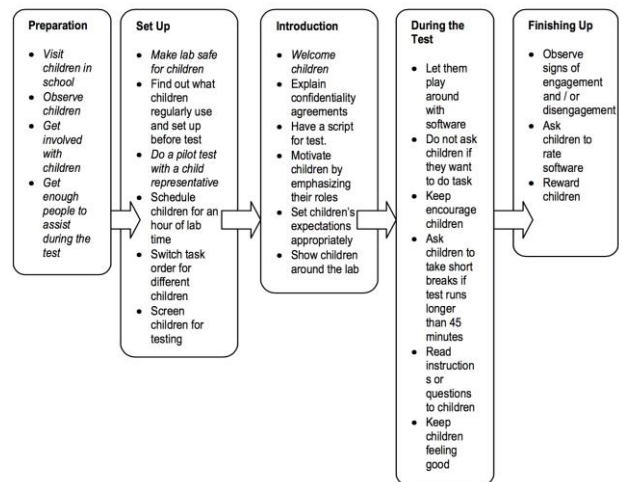 Preparation
• Visit
children in
school
• Observe
children
• Get
involved
with
children
• Get
enough
people to
assist
during the
test
Set Up
• Make lab safe
for children
• Find out what
children
regularly use
and set up
before test
• Do a pilot test
with a child
representative
• Schedule
children for an
hour of lab
time
• Switch task
order for
different
children
• Screen
children for
testing
Introduction
• Welcome
children
• Explain
confidentiality
agreements
• Have a script
for test.
• Motivate
children by
emphasizing
their roles
• Set children's
expectations
appropriately
• Show children
around the lab
During the
Test
• Let them
play
around
with
software
• Do not ask
children if
they want
to do task
• Keep
encourage
children
• Ask
children to
take short
breaks if
test runs
longer
than 45
minutes
• Read
instruction
s or
questions
to children
• Keep
children
feeling
good
Finishing Up
• Observe
signs of
engagement
and / or
disengagement
• Ask
children to
rate
software
• Reward
children